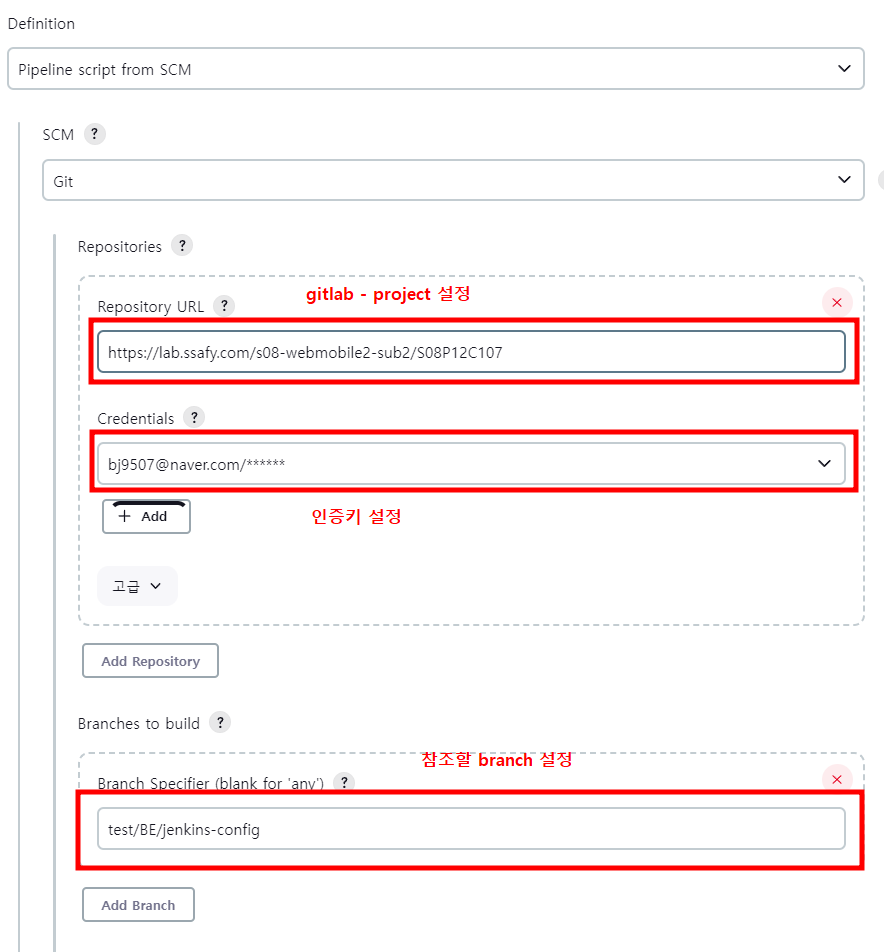 Definition
Pipeline script from SCM
SCM ?
Git
Repositories ?
gitlab - project 설정
Repository URL ?
https://lab.ssafy.com/s08-webmobile2-sub2/S08P12C107
Credentials ?
bj9507@naver.com/******
+ Add
인증키 설정
고급
Add Repository
Branches to build ?
참조할 branch 설정
Branch Specifier (blank for 'any') ?
test/BE/jenkins-config
Add Branch